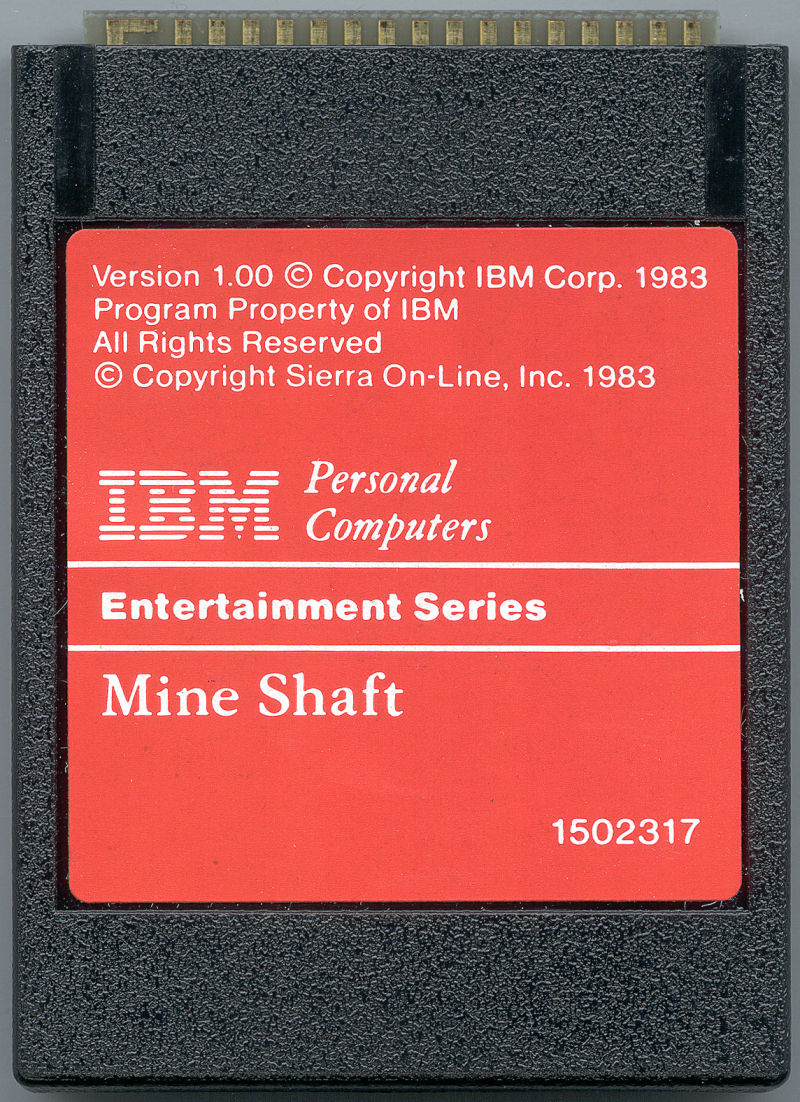 Version 1.00 © Copyright IBM Corp. 1983
Program Property of IBM
All Rights Reserved
© Copyright Sierra On-Line, Inc. 1983
IBM Personal Computers
Entertainment Series
Mine Shaft
1502317